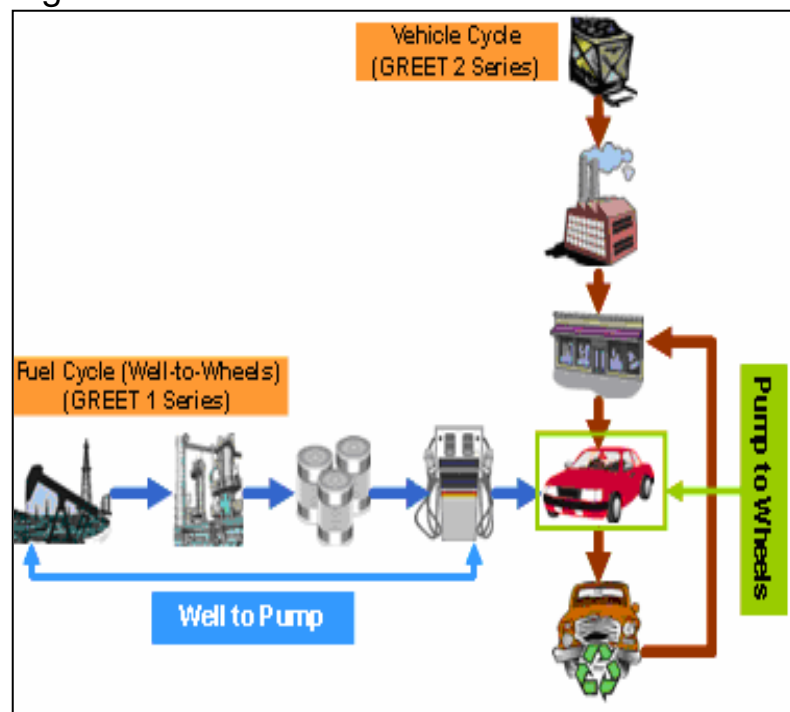 Vehicle Cycle
(GREET 2 Series)
Fuel Cycle (Well-to-Wheels)
(GREET 1 Series)
Well to Pump
Pump to Wheels